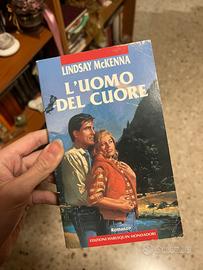 LINDSAY McKENNA
L'UOMO
DEL CUORE
Romanzo
EDIZIONI HARLEQUIN MONDADORI